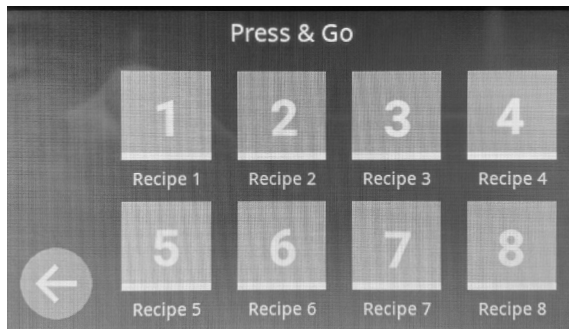 Press & Go
1 2 3 4
Recipe 1 Recipe 2 Recipe 3 Recipe 4
5 6 7 8
Recipe 5 Recipe 6 Recipe 7 Recipe 8